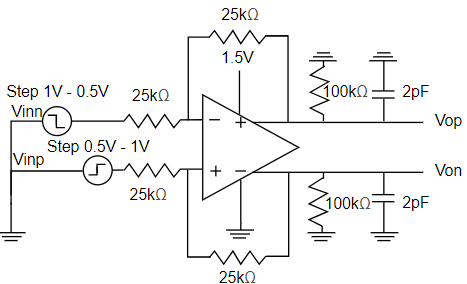 25kΩ
1.5V
Step 1V - 0.5V
25kΩ
100kΩ
2pF
Vinn
Vop
Step 0.5V - 1V
Vinp
Von
25kΩ
100kΩ
2pF
25kΩ